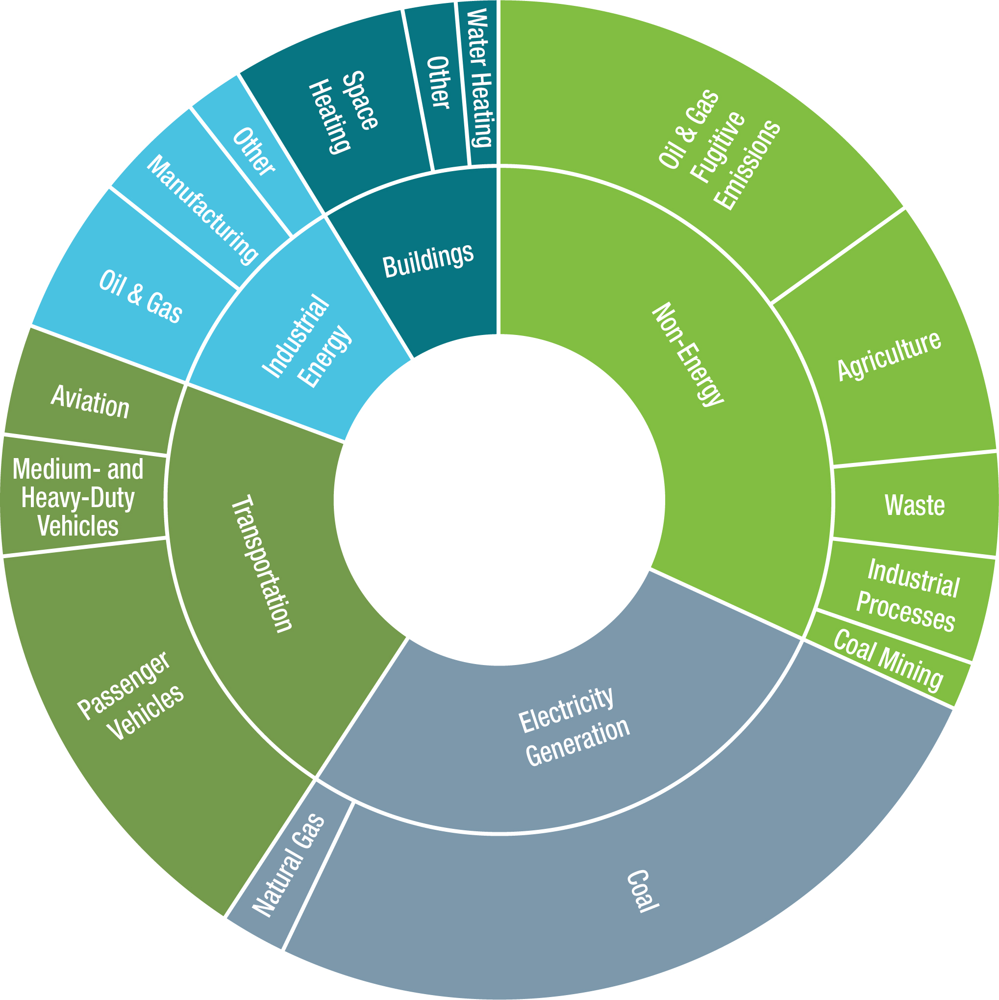 Water Heating
Other
Space
Heating
Oil & Gas
Fugitive
Emissions
Other
Manufacturing
Oil & Gas
Buildings
Industrial
Energy
Non-Energy
Agriculture
Aviation
Medium- and
Heavy-Duty
Vehicles
Waste
Transportation
Industrial
Processes
Coal Mining
Passenger
Vehicles
Electricity
Generation
Natural Gas
Coal